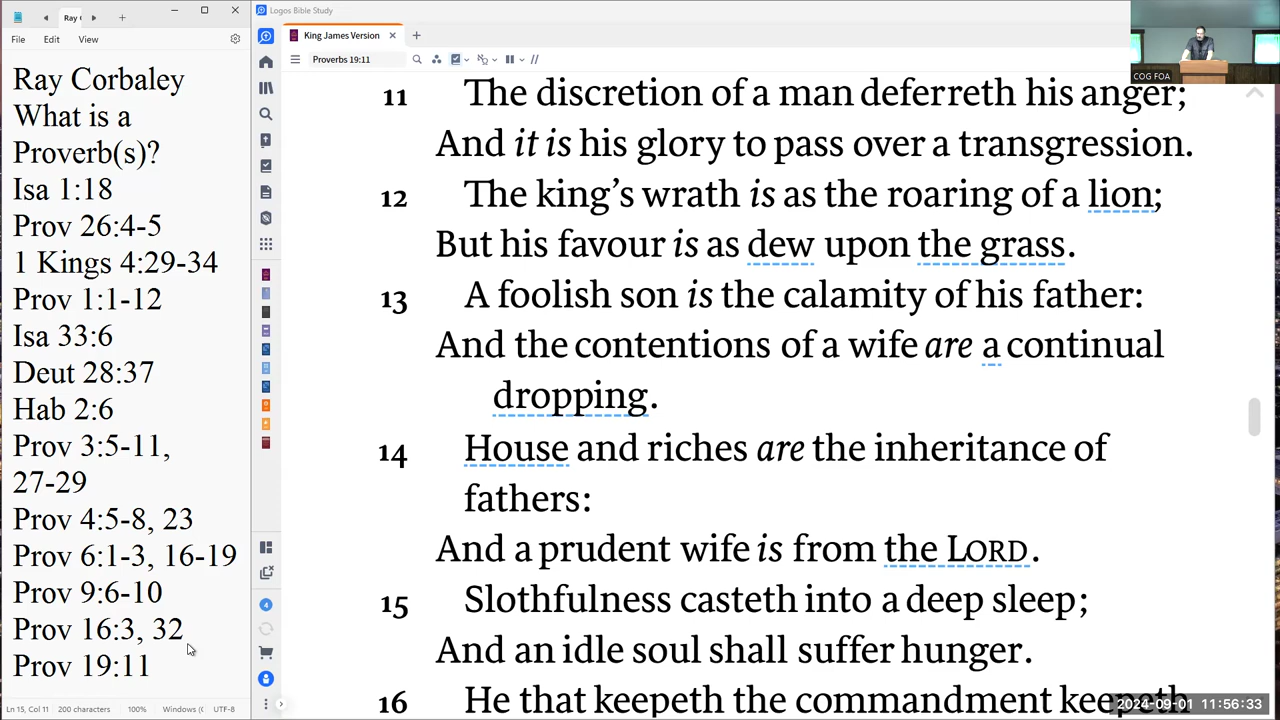 Ray C
File
Edit
View
Ray Corbaley
What is a
Proverb(s)?
Isa 1:18
Prov 26:4-5
1 Kings 4:29-34
Prov 1:1-12
Isa 33:6
Deut 28:37
Hab 2:6
Prov 3:5-11,
27-29
Prov 4:5-8, 23
Prov 6:1-3, 16-19
Prov 9:6-10
Prov 16:3, 32
Prov 19:11
Ln 15, Col 11
200 characters
100%
Windows (C
UTF-8
Logos Bible Study
King James Version
Proverbs 19:11
COG FOA
11 The discretion of a man deferreth his anger;
And it is his glory to pass over a transgression.
12 The king’s wrath is as the roaring of a lion;
But his favour is as dew upon the grass.
13 A foolish son is the calamity of his father:
And the contentions of a wife are a continual
dropping.
14 House and riches are the inheritance of
fathers:
And a prudent wife is from the LORD.
15 Slothfulness casteth into a deep sleep;
And an idle soul shall suffer hunger.
16 He that keepeth the commandment keepeth
4
2024-09-01 11:56:33